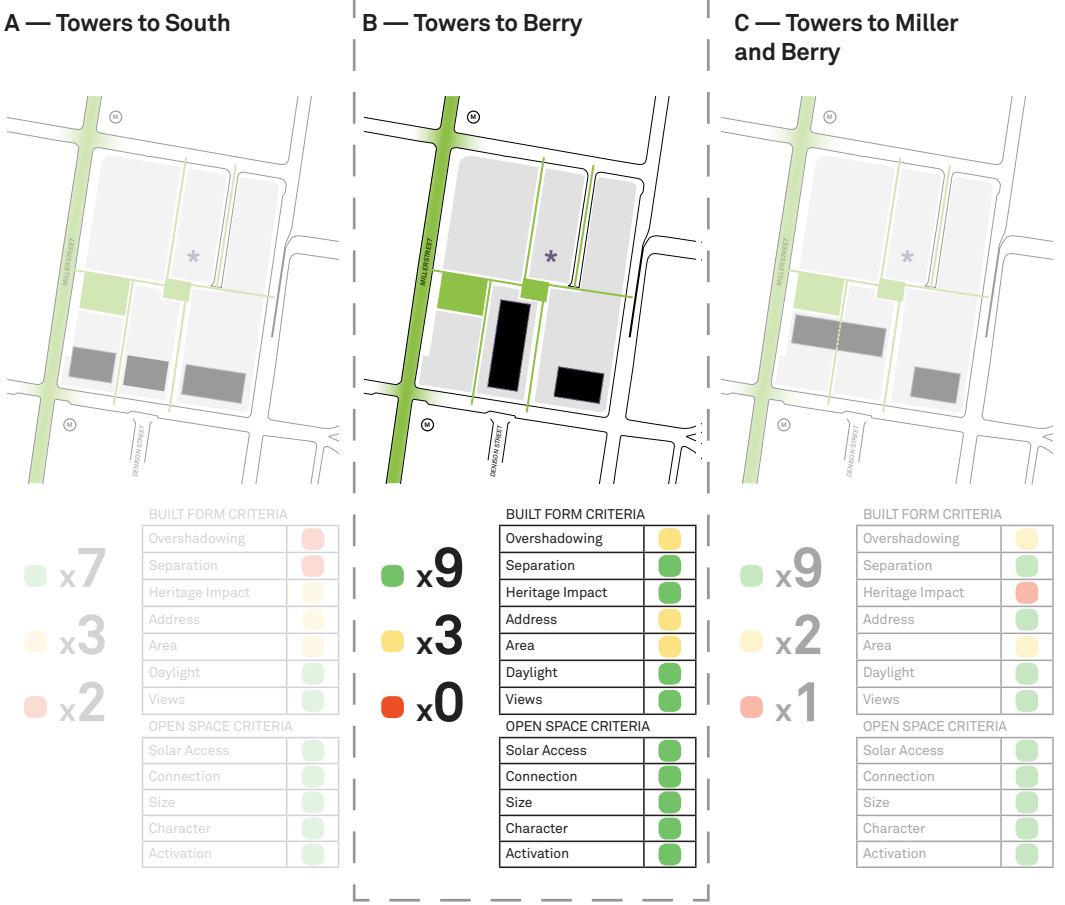 A — Towers to South
M
MILLER STREET
*
M
DENISON STREET
x7
x3
x2
BUILT FORM CRITERIA
Overshadowing
Separation
Heritage Impact
Address
Area
Daylight
Views
OPEN SPACE CRITERIA
Solar Access
Connection
Size
Character
Activation
B — Towers to Berry
M
MILLER STREET
*
M
DENISON STREET
x9
x3
x0
BUILT FORM CRITERIA
Overshadowing
Separation
Heritage Impact
Address
Area
Daylight
Views
OPEN SPACE CRITERIA
Solar Access
Connection
Size
Character
Activation
C — Towers to Miller
and Berry
M
MILLER STREET
*
M
DENISON STREET
x9
x2
x1
BUILT FORM CRITERIA
Overshadowing
Separation
Heritage Impact
Address
Area
Daylight
Views
OPEN SPACE CRITERIA
Solar Access
Connection
Size
Character
Activation